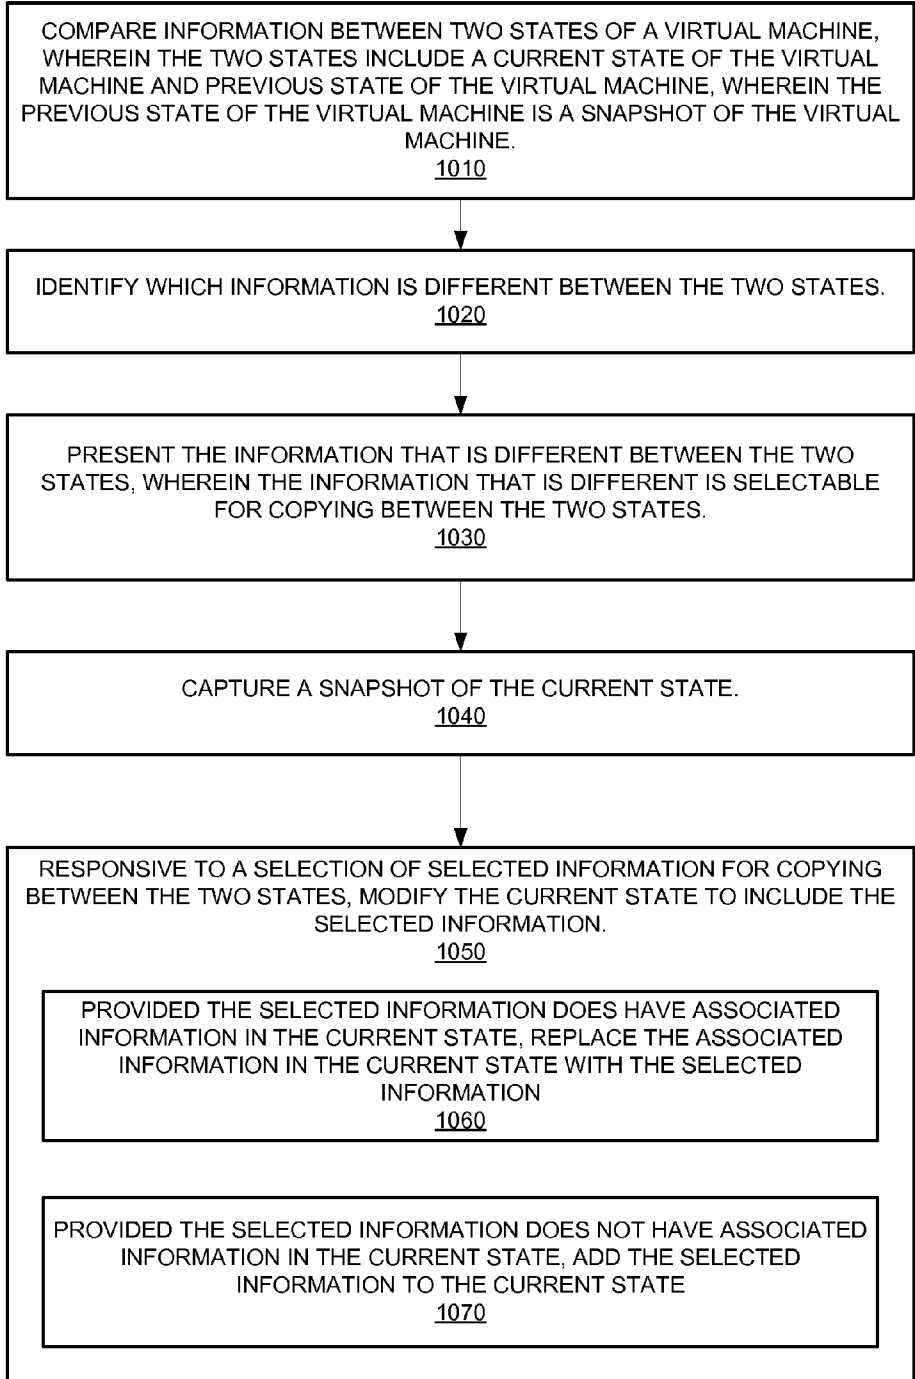 COMPARE INFORMATION BETWEEN TWO STATES OF A VIRTUAL MACHINE,
WHEREIN THE TWO STATES INCLUDE A CURRENT STATE OF THE VIRTUAL
MACHINE AND PREVIOUS STATE OF THE VIRTUAL MACHINE, WHEREIN THE
PREVIOUS STATE OF THE VIRTUAL MACHINE IS A SNAPSHOT OF THE VIRTUAL
MACHINE.
1010
IDENTIFY WHICH INFORMATION IS DIFFERENT BETWEEN THE TWO STATES.
1020
PRESENT THE INFORMATION THAT IS DIFFERENT BETWEEN THE TWO
STATES, WHEREIN THE INFORMATION THAT IS DIFFERENT IS SELECTABLE
FOR COPYING BETWEEN THE TWO STATES.
1030
CAPTURE A SNAPSHOT OF THE CURRENT STATE.
1040
RESPONSIVE TO A SELECTION OF SELECTED INFORMATION FOR COPYING
BETWEEN THE TWO STATES, MODIFY THE CURRENT STATE TO INCLUDE THE
SELECTED INFORMATION.
1050
PROVIDED THE SELECTED INFORMATION DOES HAVE ASSOCIATED
INFORMATION IN THE CURRENT STATE, REPLACE THE ASSOCIATED
INFORMATION IN THE CURRENT STATE WITH THE SELECTED
INFORMATION
1060
PROVIDED THE SELECTED INFORMATION DOES NOT HAVE ASSOCIATED
INFORMATION IN THE CURRENT STATE, ADD THE SELECTED
INFORMATION TO THE CURRENT STATE
1070